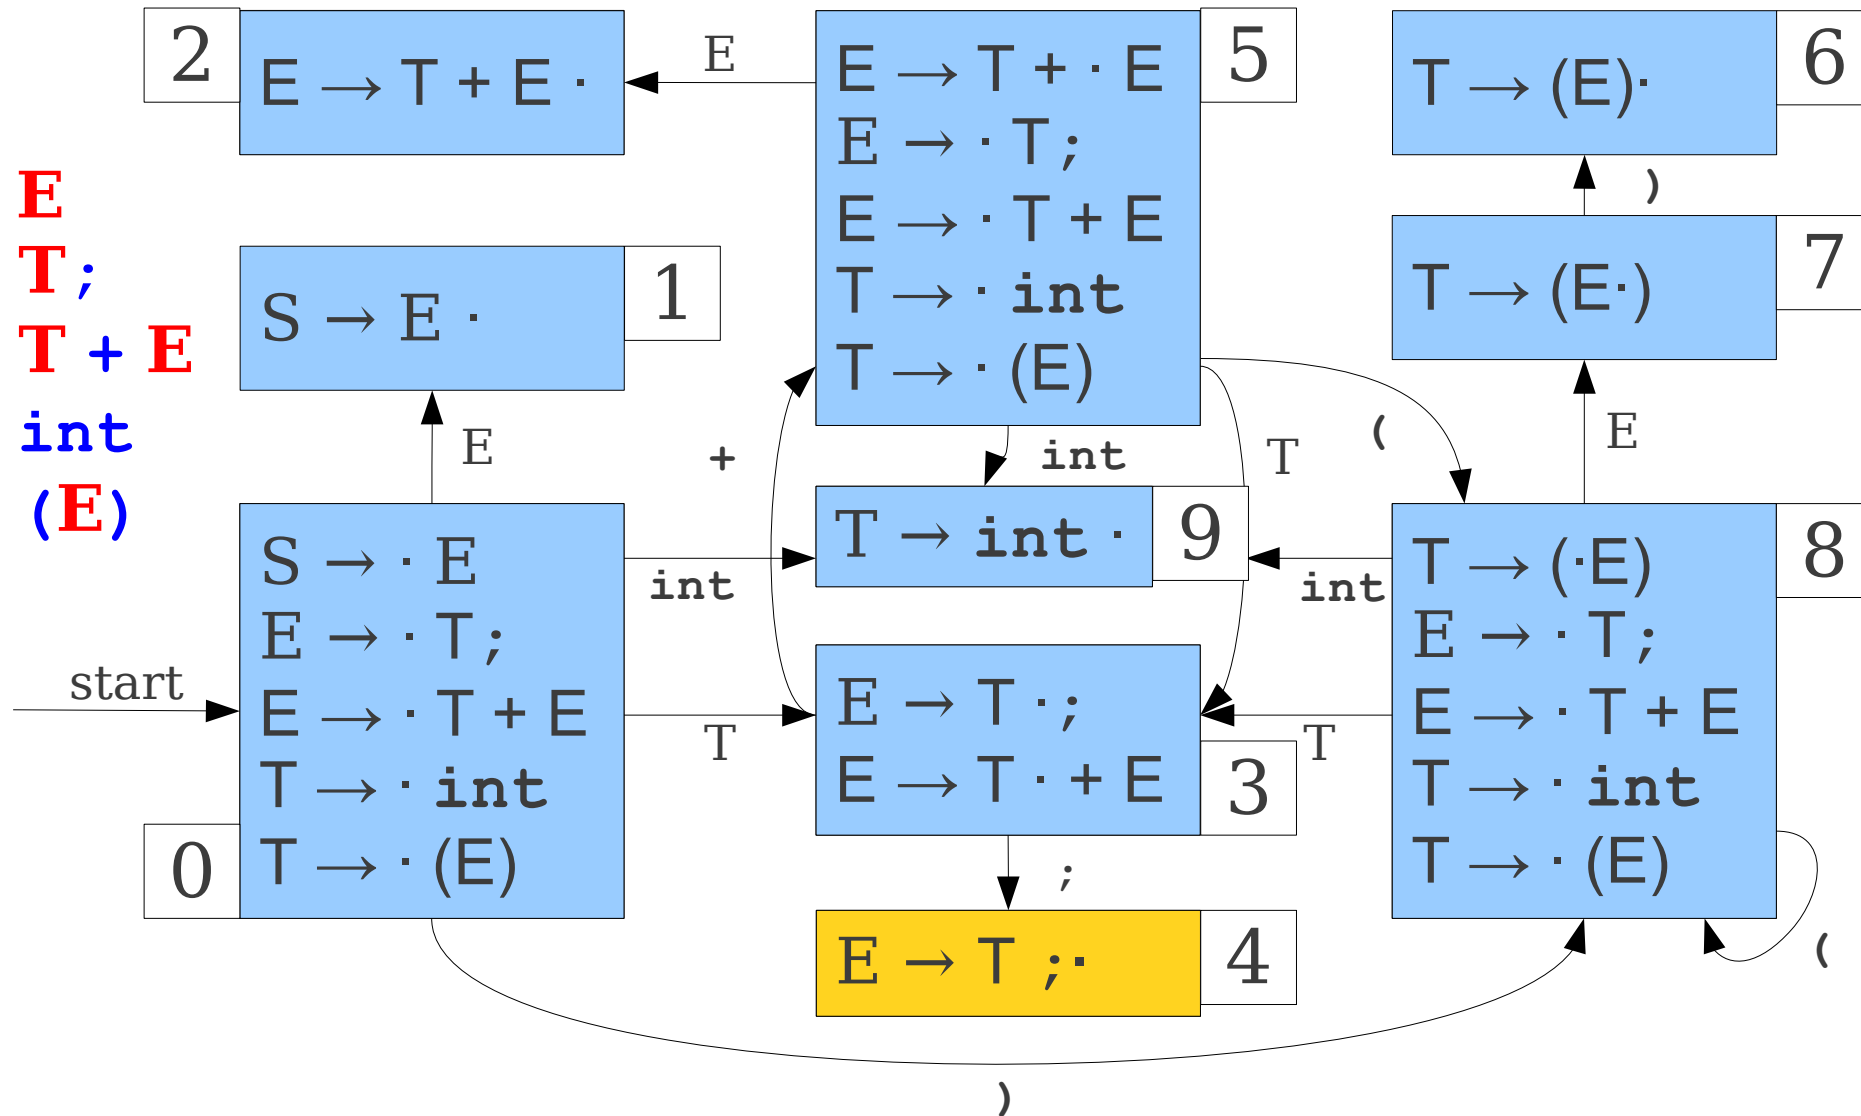 2
E → T + E ·
E
E → T + · E
E → · T ;
E → · T + E
T → · int
T → · (E)
5
T → (E)·
6
)
T → (E·)
7
E
T ;
T + E
int
(E)
S → E ·
1
E
+
int
T
(
E
T → int ·
9
S → · E
E → · T ;
E → · T + E
T → · int
T → · (E)
0
start
int
T
int
T
E → T · ;
E → T · + E
3
;
E → T ;·
4
T → (·E)
E → · T ;
E → · T + E
T → · int
T → · (E)
8
(
)